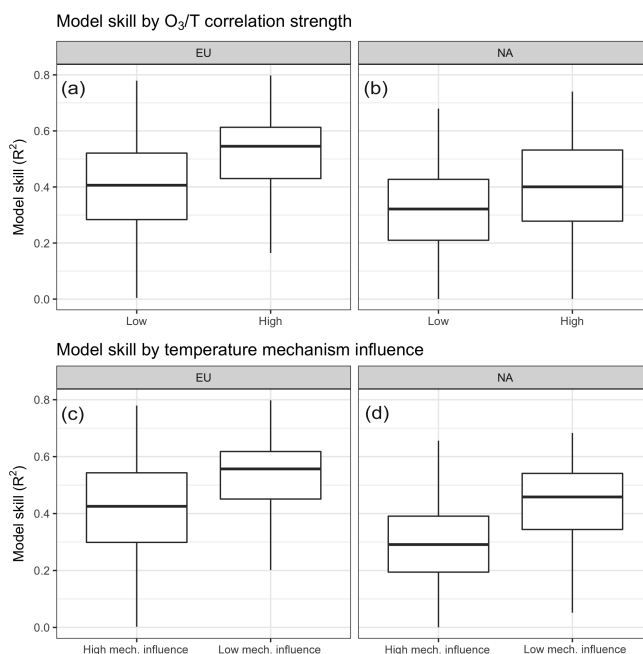 Model skill by O₃/T correlation strength
EU
NA
(a)
(b)
Model skill (R²)
0.8
0.6
0.4
0.2
0.0
Low
High
Low
High
Model skill by temperature mechanism influence
EU
NA
(c)
(d)
Model skill (R²)
0.8
0.6
0.4
0.2
0.0
High mech. influence
Low mech. influence
High mech. influence
Low mech. influence